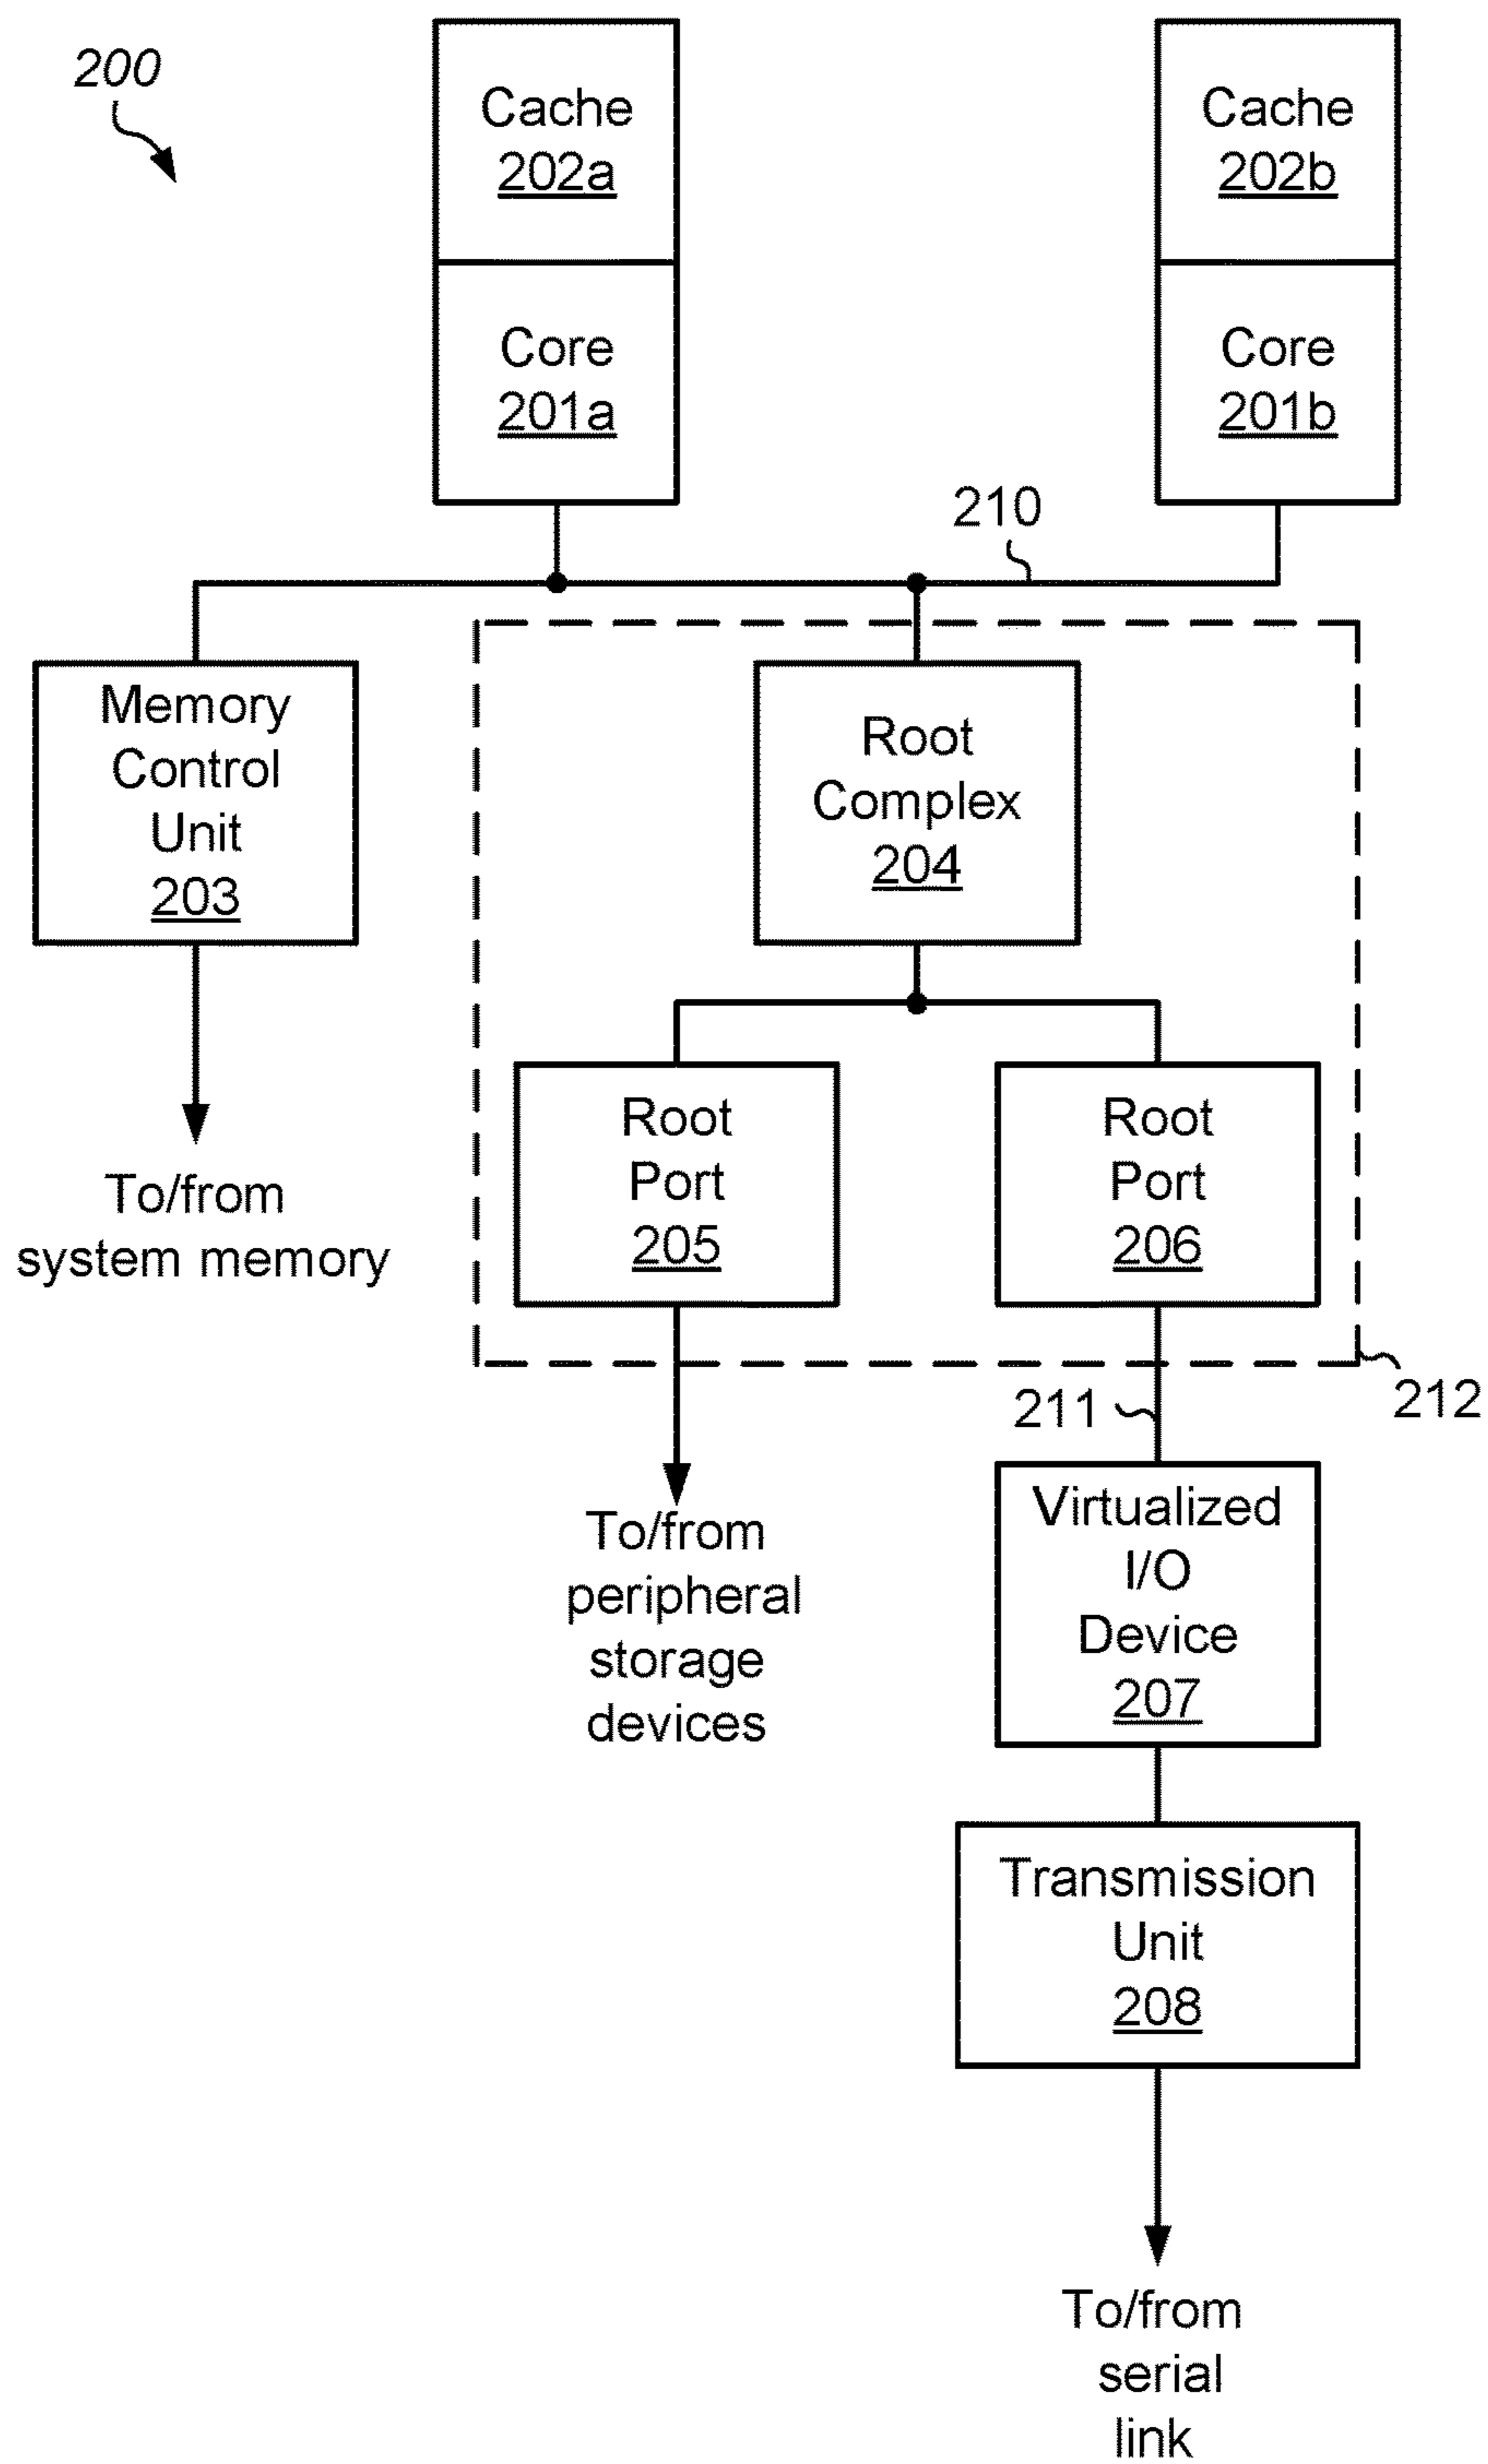 200
Cache
202a
Cache
202b
Core
201a
Core
201b
210
Memory
Control
Unit
203
Root
Complex
204
To/from
system memory
Root
Port
205
Root
Port
206
212
211
To/from
peripheral
storage
devices
Virtualized
I/O
Device
207
Transmission
Unit
208
To/from
serial
link